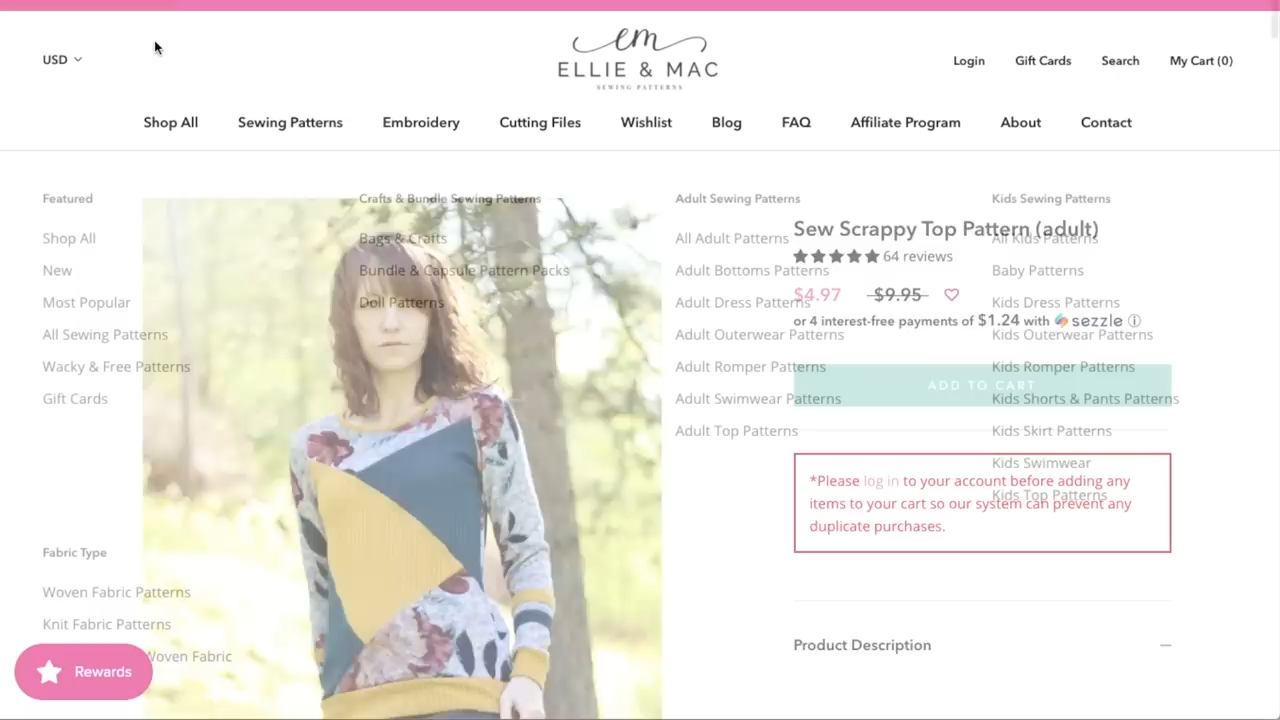 USD
em
ELLIE & MAC
SEWING PATTERNS
Login
Gift Cards
Search
My Cart (0)
Shop All
Sewing Patterns
Embroidery
Cutting Files
Wishlist
Blog
FAQ
Affiliate Program
About
Contact
Featured
Shop All
New
Most Popular
All Sewing Patterns
Wacky & Free Patterns
Gift Cards
Crafts & Bundle Sewing Patterns
Bags & Crafts
Bundle & Capsule Pattern Packs
Doll Patterns
Adult Sewing Patterns
All Adult Patterns
Adult Bottoms Patterns
Adult Dress Patterns
Adult Outerwear Patterns
Adult Romper Patterns
Adult Swimwear Patterns
Adult Top Patterns
Kids Sewing Patterns
All Kids Patterns
Baby Patterns
Kids Dress Patterns
Kids Outerwear Patterns
Kids Romper Patterns
Kids Shorts & Pants Patterns
Kids Skirt Patterns
Kids Swimwear
Kids Top Patterns
Sew Scrappy Top Pattern (adult)
64 reviews
$4.97 $9.95
or 4 interest-free payments of $1.24 with sezzle
ADD TO CART
*Please log in to your account before adding any
items to your cart so our system can prevent any
duplicate purchases.
Product Description
Fabric Type
Woven Fabric Patterns
Knit Fabric Patterns
Woven Fabric
Rewards